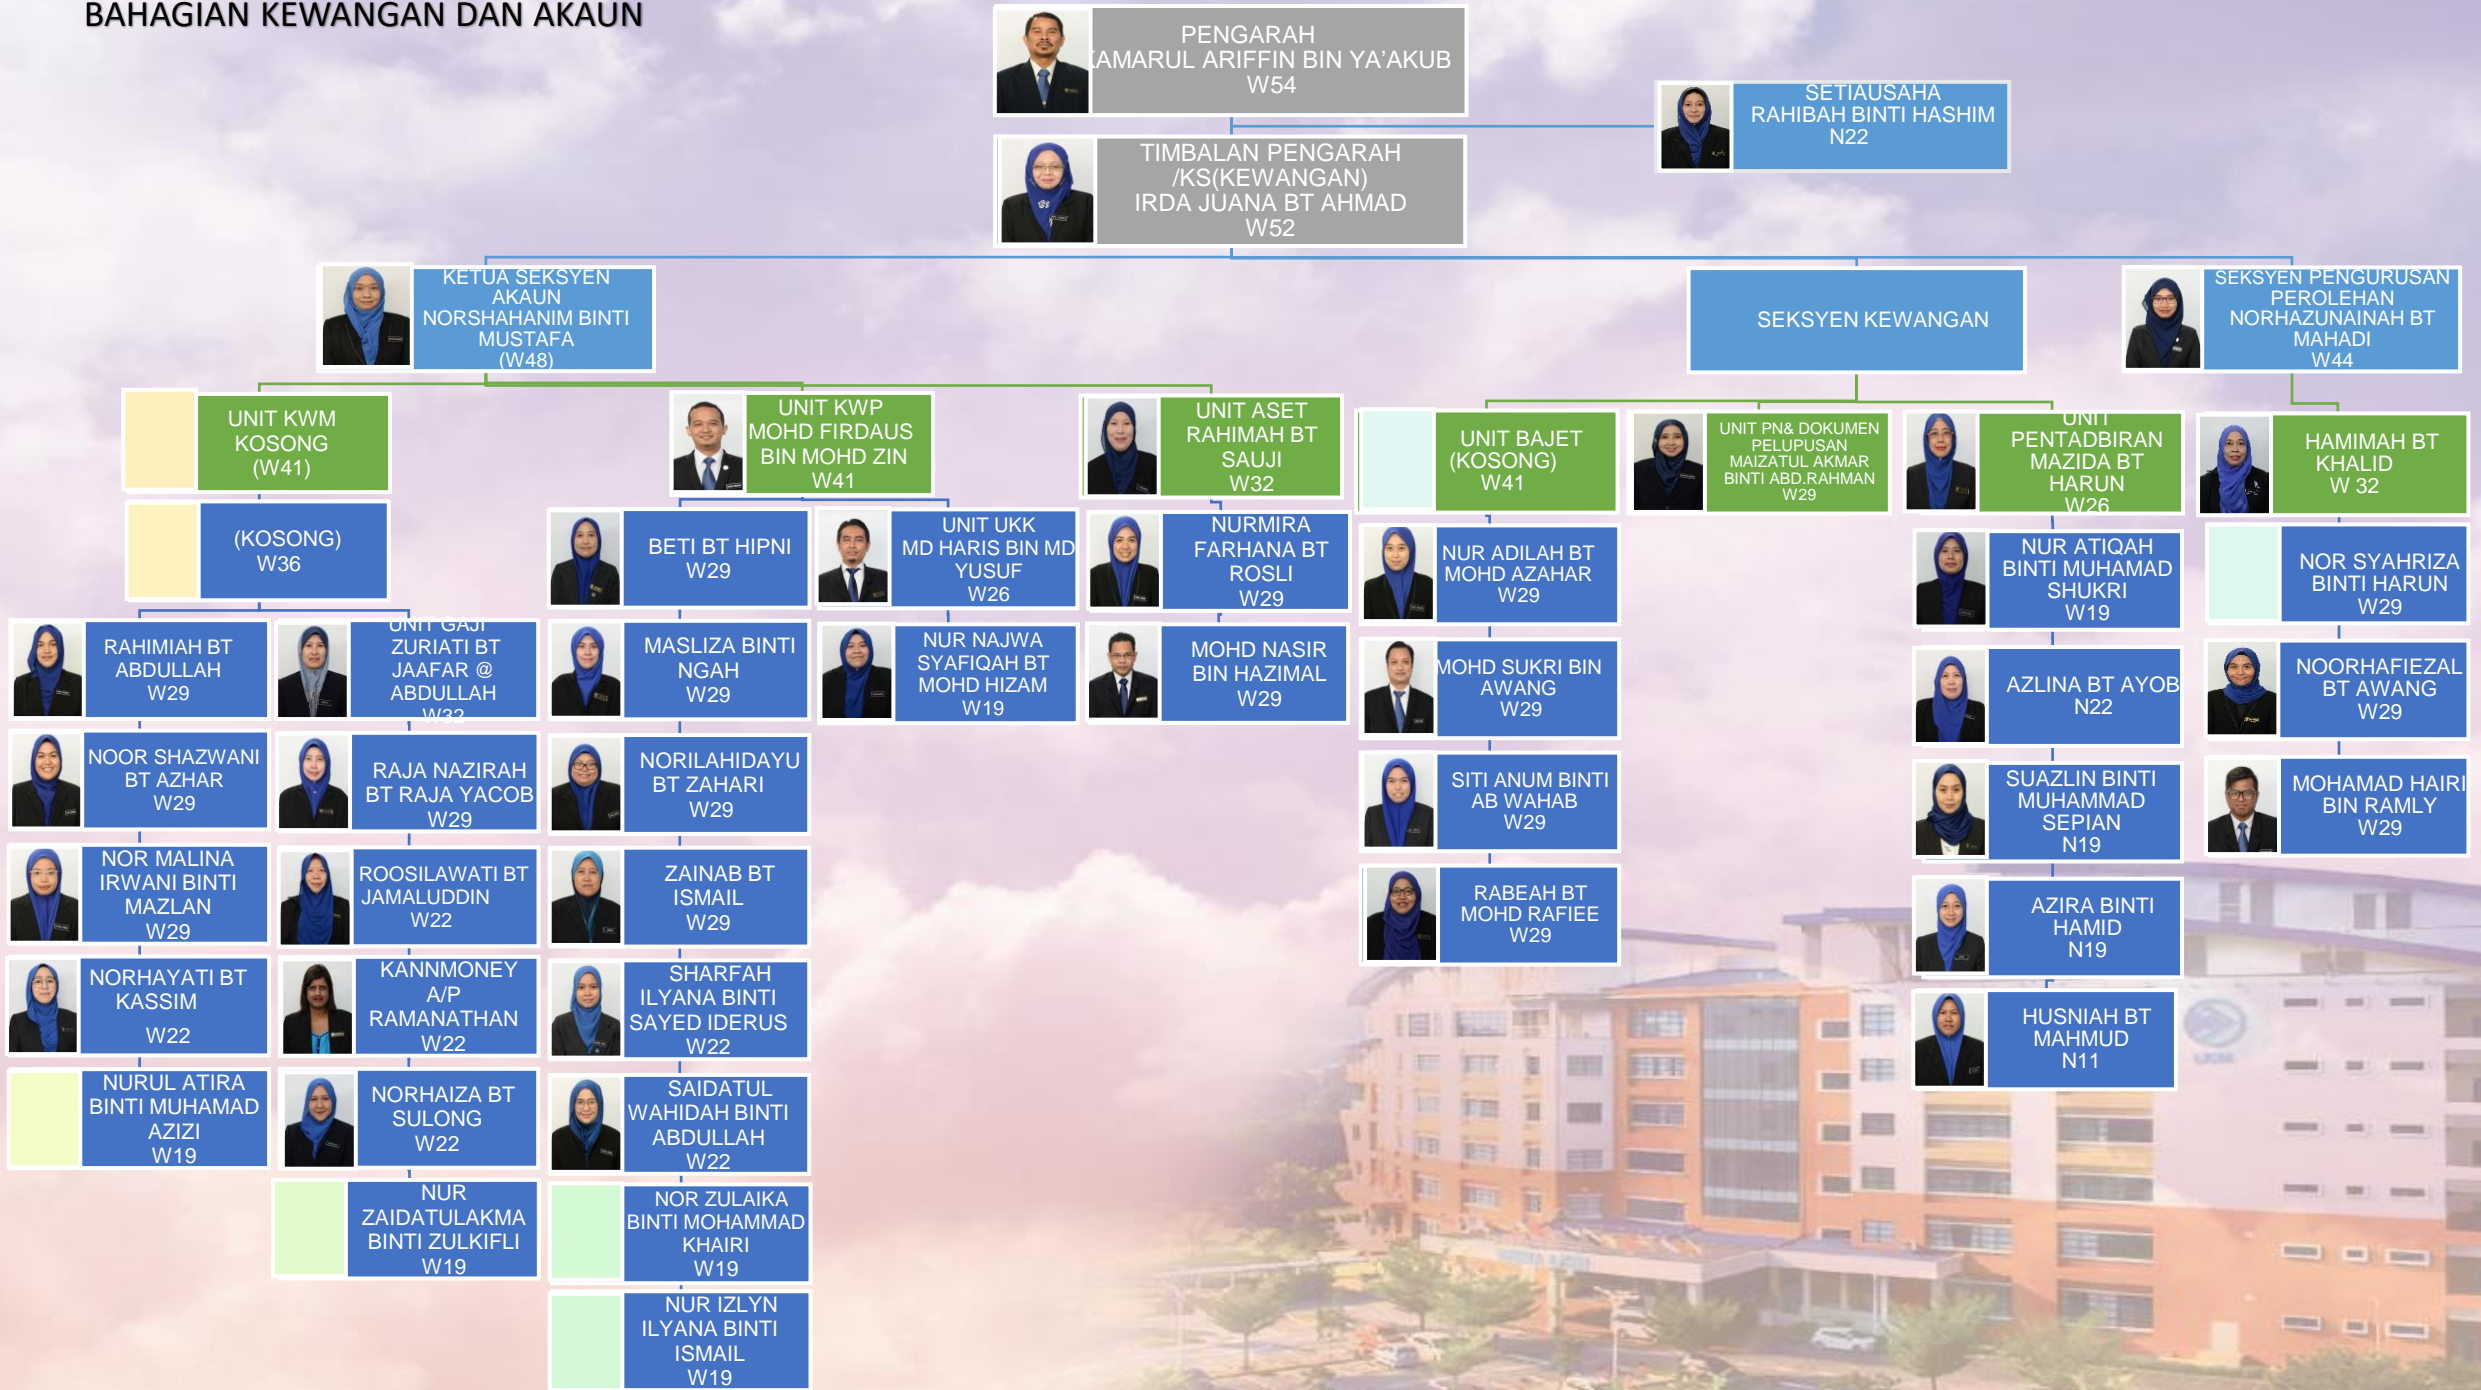 BAHAGIAN KEWANGAN DAN AKAUN
PENGARAH
KAMARUL ARIFFIN BIN YA'AKUB
W54
SETIAUSAHA
RAHIBAH BINTI HASHIM
N22
TIMBALAN PENGARAH
/KS(KEWANGAN)
IRDA JUANA BT AHMAD
W52
KETUA SEKSYEN
AKAUN
NORSHAHANIM BINTI
MUSTAFA
(W48)
SEKSYEN KEWANGAN
SEKSYEN PENGURUSAN
PEROLEHAN
NORHAZUNAINAH BT
MAHADI
W44
UNIT KWM
KOSONG
(W41)
UNIT KWP
MOHD FIRDAUS
BIN MOHD ZIN
W41
UNIT ASET
RAHIMAH BT
SAUJI
W32
UNIT BAJET
(KOSONG)
W41
UNIT PN& DOKUMEN
PELUPUSAN
MAIZATUL AKMAR
BINTI ABD.RAHMAN
W29
UNIT
PENTADBIRAN
MAZIDA BT
HARUN
W26
HAMIMAH BT
KHALID
W 32
(KOSONG)
W36
BETI BT HIPNI
W29
UNIT UKK
MD HARIS BIN MD
YUSUF
W26
NURMIRA
FARHANA BT
ROSLI
W29
NUR ADILAH BT
MOHD AZAHAR
W29
NUR ATIQAH
BINTI MUHAMAD
SHUKRI
W19
NOR SYAHRIZA
BINTI HARUN
W29
RAHIMIAH BT
ABDULLAH
W29
UNIT GAJI
ZURIATI BT
JAAFAR @
ABDULLAH
W32
MASLIZA BINTI
NGAH
W29
NUR NAJWA
SYAFIQAH BT
MOHD HIZAM
W19
MOHD NASIR
BIN HAZIMAL
W29
MOHD SUKRI BIN
AWANG
W29
AZLINA BT AYOB
N22
NOORHAFIEZAL
BT AWANG
W29
NOOR SHAZWANI
BT AZHAR
W29
RAJA NAZIRAH
BT RAJA YACOB
W29
NORILAHIDAYU
BT ZAHARI
W29
SITI ANUM BINTI
AB WAHAB
W29
SUAZLIN BINTI
MUHAMMAD
SEPIAN
N19
MOHAMAD HAIRI
BIN RAMLY
W29
NOR MALINA
IRWANI BINTI
MAZLAN
W29
ROOSILAWATI BT
JAMALUDDIN
W22
ZAINAB BT
ISMAIL
W29
RABEAH BT
MOHD RAFIEE
W29
AZIRA BINTI
HAMID
N19
NORHAYATI BT
KASSIM
W22
KANNMONEY
A/P
RAMANATHAN
W22
SHARFAH
ILYANA BINTI
SAYED IDERUS
W22
HUSNIAH BT
MAHMUD
N11
NURUL ATIRA
BINTI MUHAMAD
AZIZI
W19
NORHAIZA BT
SULONG
W22
SAIDATUL
WAHIDAH BINTI
ABDULLAH
W22
NUR
ZAIDATULAKMA
BINTI ZULKIFLI
W19
NOR ZULAIKA
BINTI MOHAMMAD
KHAIRI
W19
NUR IZLYN
ILYANA BINTI
ISMAIL
W19